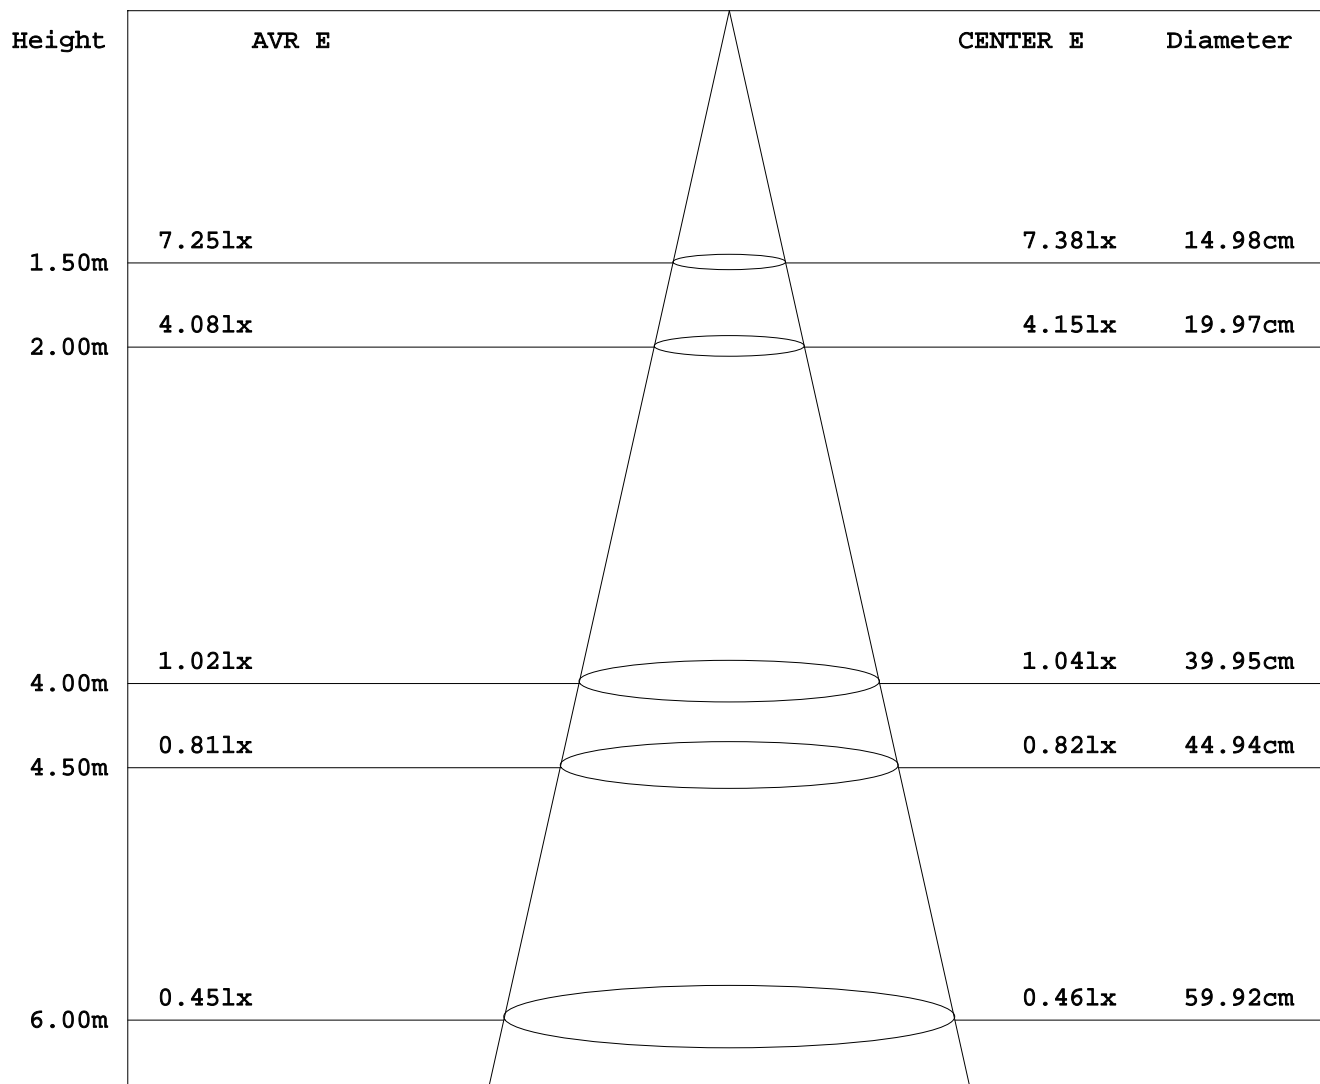 Height AVR E CENTER E Diameter
7.25lx 7.38lx 14.98cm
1.50m
4.08lx 4.15lx 19.97cm
2.00m
1.02lx 1.04lx 39.95cm
4.00m
0.81lx 0.82lx 44.94cm
4.50m
0.45lx 0.46lx 59.92cm
6.00m